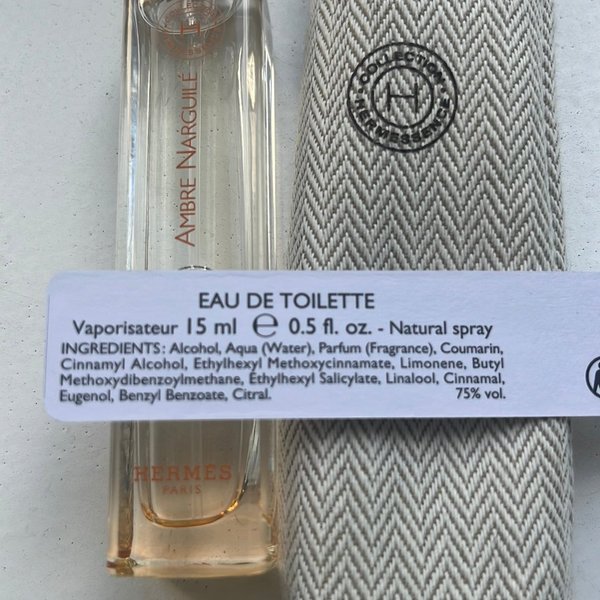 COLLECTION
H
HERMESSENCE
H
AMBRE NARGUILÉ
EAU DE TOILETTE
Vaporisateur 15 ml ℮ 0.5 fl. oz. - Natural spray
INGREDIENTS: Alcohol, Aqua (Water), Parfum (Fragrance), Coumarin,
Cinnamyl Alcohol, Ethylhexyl Methoxycinnamate, Limonene, Butyl
Methoxydibenzoylmethane, Ethylhexyl Salicylate, Linalool, Cinnamal,
Eugenol, Benzyl Benzoate, Citral. 75% vol.
HERMÈS
PARIS